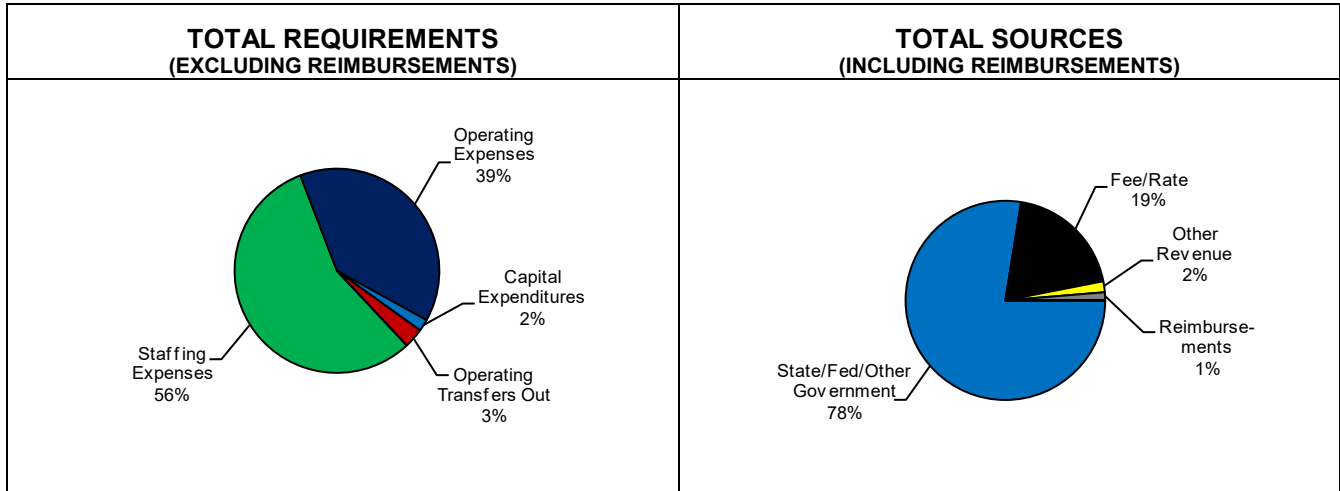 TOTAL REQUIREMENTS
(EXCLUDING REIMBURSEMENTS)
Operating
Expenses
39%
Capital
Expenditures
2%
Operating
Transfers Out
3%
Staffing
Expenses
56%
TOTAL SOURCES
(INCLUDING REIMBURSEMENTS)
Fee/Rate
19%
Other
Revenue
2%
Reimburse-
ments
1%
State/Fed/Other
Government
78%